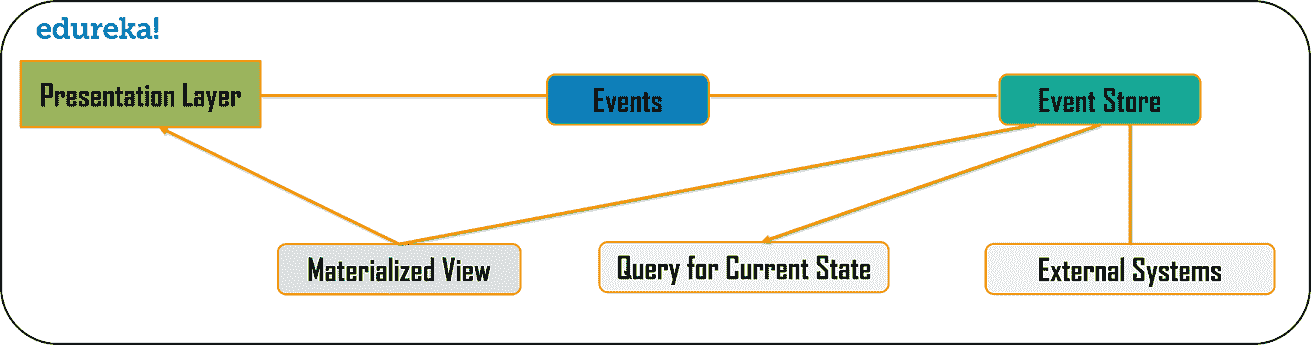 edureka!
Presentation Layer
Events
Event Store
Materialized View
Query for Current State
External Systems